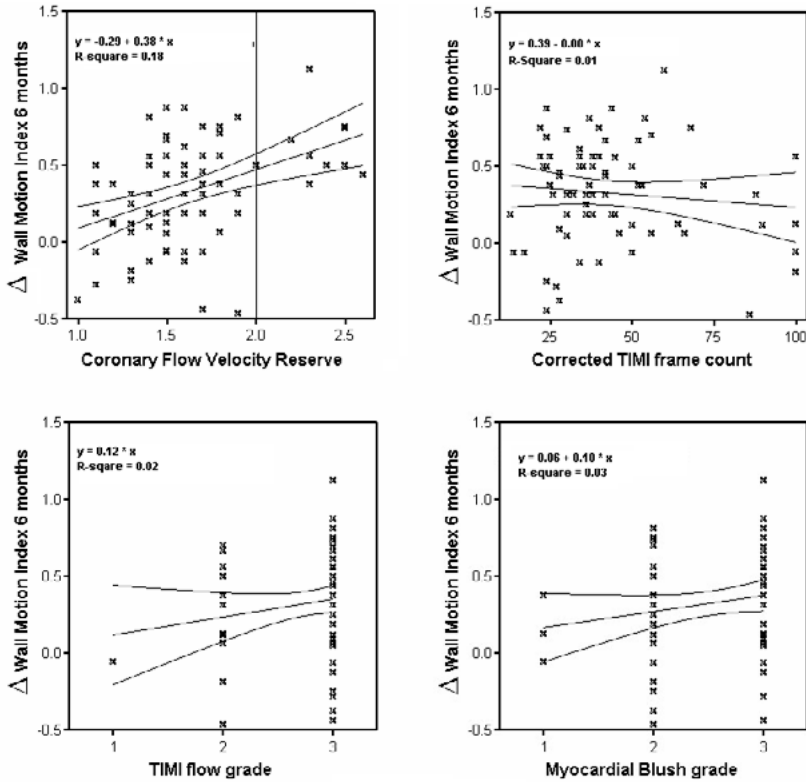 1.5
1.0
0.5
0.0
-0.5
y = -0.29 + 0.38 * x
R-square = 0.18
1.0
1.5
2.0
2.5
Coronary Flow Velocity Reserve
△ Wall Motion Index 6 months
1.5
1.0
0.5
0.0
-0.5
y = 0.39 - 0.00 * x
R-Square = 0.01
25
50
75
100
Corrected TIMI frame count
△ Wall Motion Index 6 months
1.5
1.0
0.5
0.0
-0.5
y = 0.12 * x
R-sqare = 0.02
1
2
3
TIMI flow grade
△ Wall Motion Index 6 months
1.5
1.0
0.5
0.0
-0.5
y = 0.06 + 0.10 * x
R square = 0.03
1
2
3
Myocardial Blush grade
△ Wall Motion Index 6 months